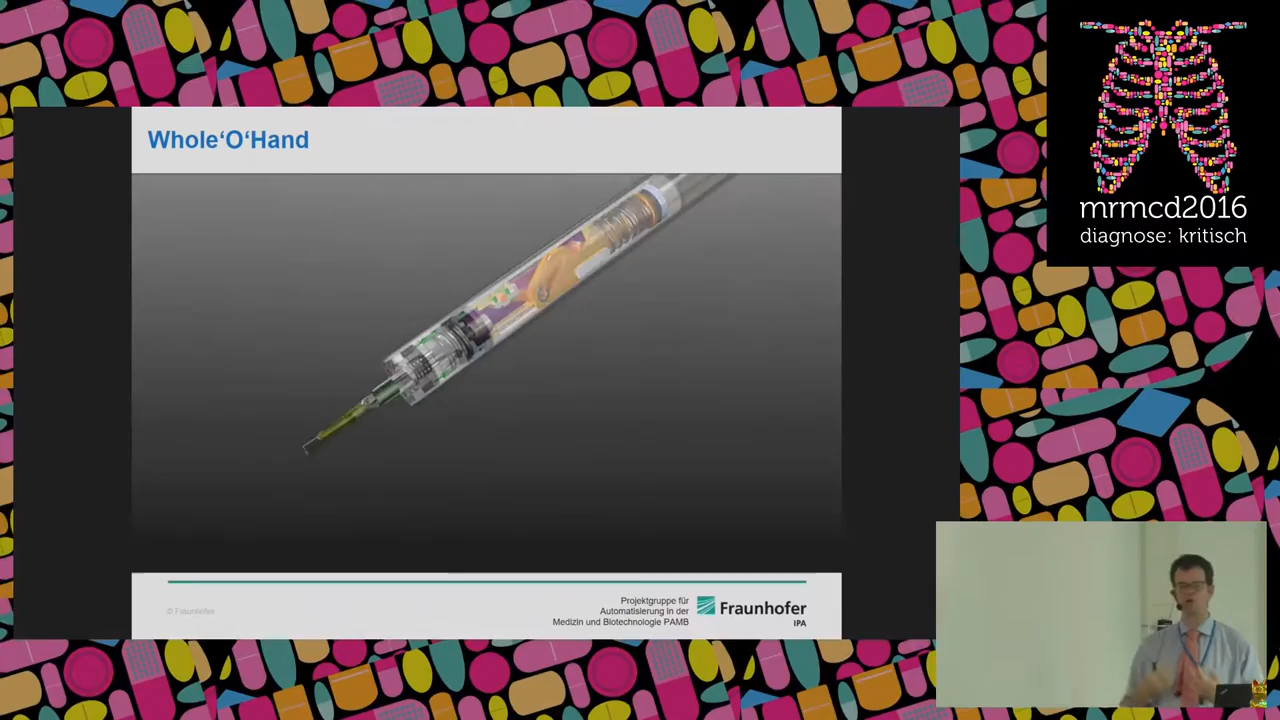 Whole‘O‘Hand
mrmcd2016
diagnose: kritisch
© Fraunhofer
Projektgruppe für
Automatisierung in der
Medizin und Biotechnologie PAMB
Fraunhofer
IPA